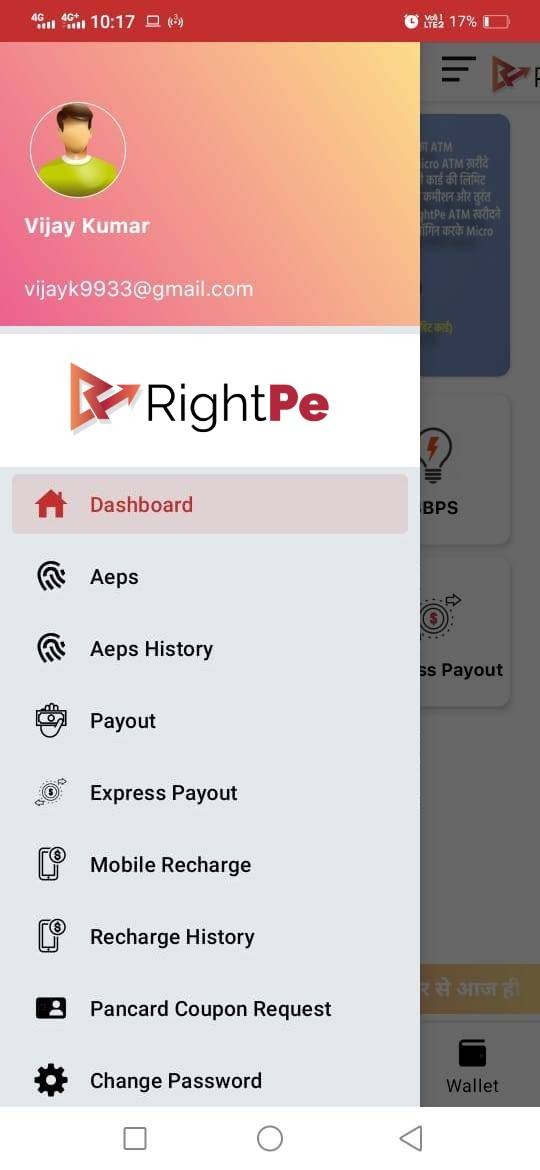 4G 4G+ 10:17 17%
Vijay Kumar
vijayk9933@gmail.com
RightPe
Dashboard
Aeps
Aeps History
Payout
Express Payout
Mobile Recharge
Recharge History
Pancard Coupon Request
Change Password
ATM
icro ATM ख़रीदे
कार्ड की लिमिट
कमीशन और तुरंत
ghtPe ATM खरीदने
गिन करके Micro
BPS
ss Payout
र से आज ही
Wallet